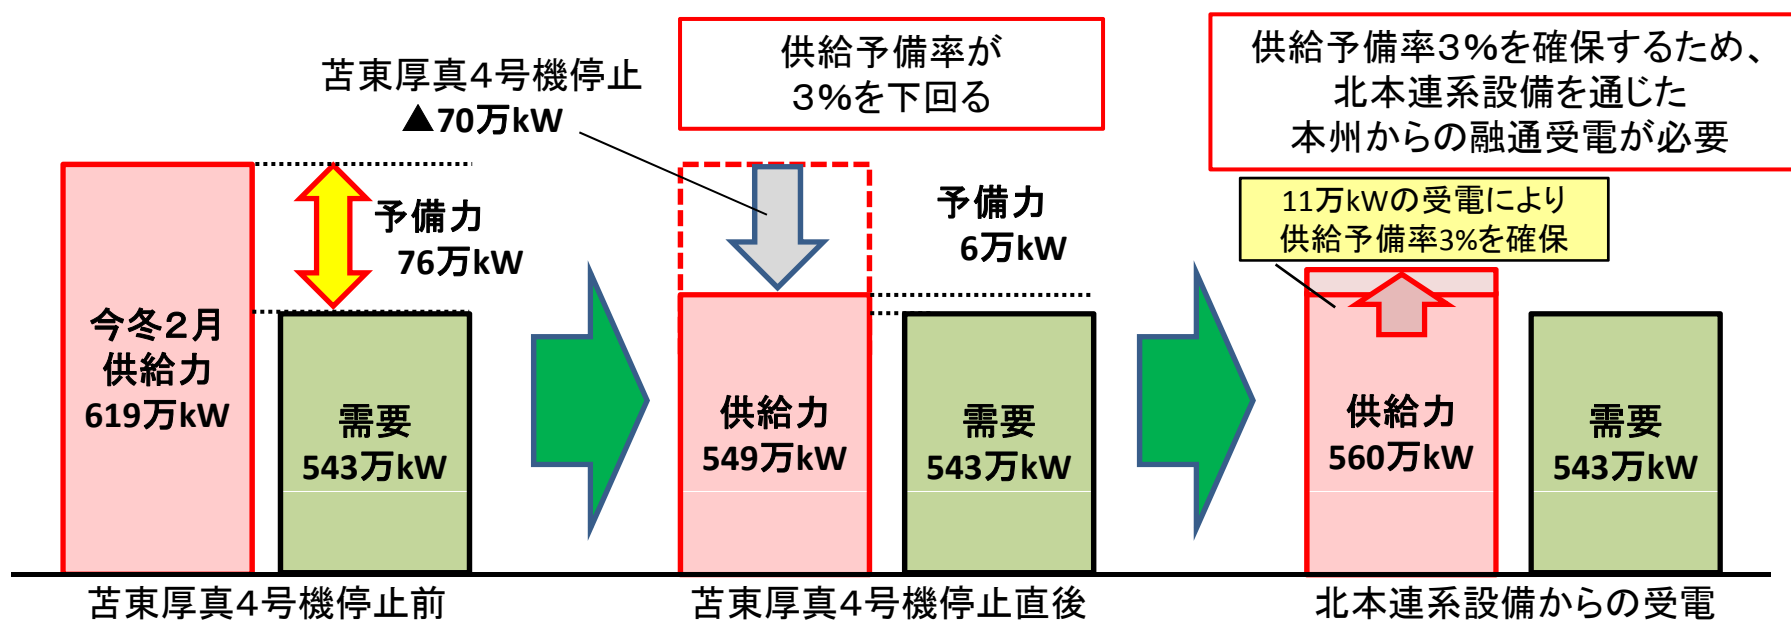 苫東厚真４号機停止
▲70万kW
供給予備率が
３％を下回る
供給予備率３％を確保するため、
北本連系設備を通じた
本州からの融通受電が必要
予備力
76万kW
今冬２月
供給力
619万kW
需要
543万kW
予備力
6万kW
供給力
549万kW
需要
543万kW
11万kWの受電により
供給予備率3%を確保
供給力
560万kW
需要
543万kW
苫東厚真４号機停止前
苫東厚真４号機停止直後
北本連系設備からの受電